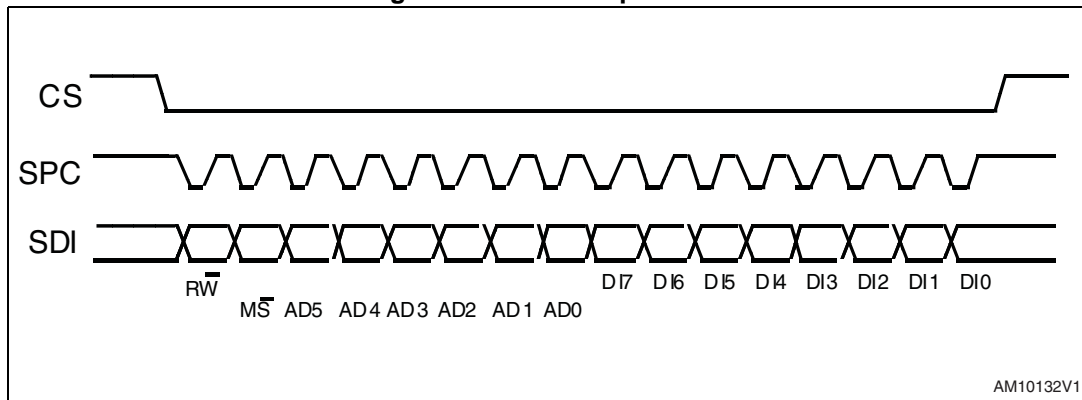 CS
SPC
SDI
RW̅
DI7 DI6 DI5 DI4 DI3 DI2 DI1 DI0
MS̅ AD5 AD4 AD3 AD2 AD1 AD0
AM10132V1